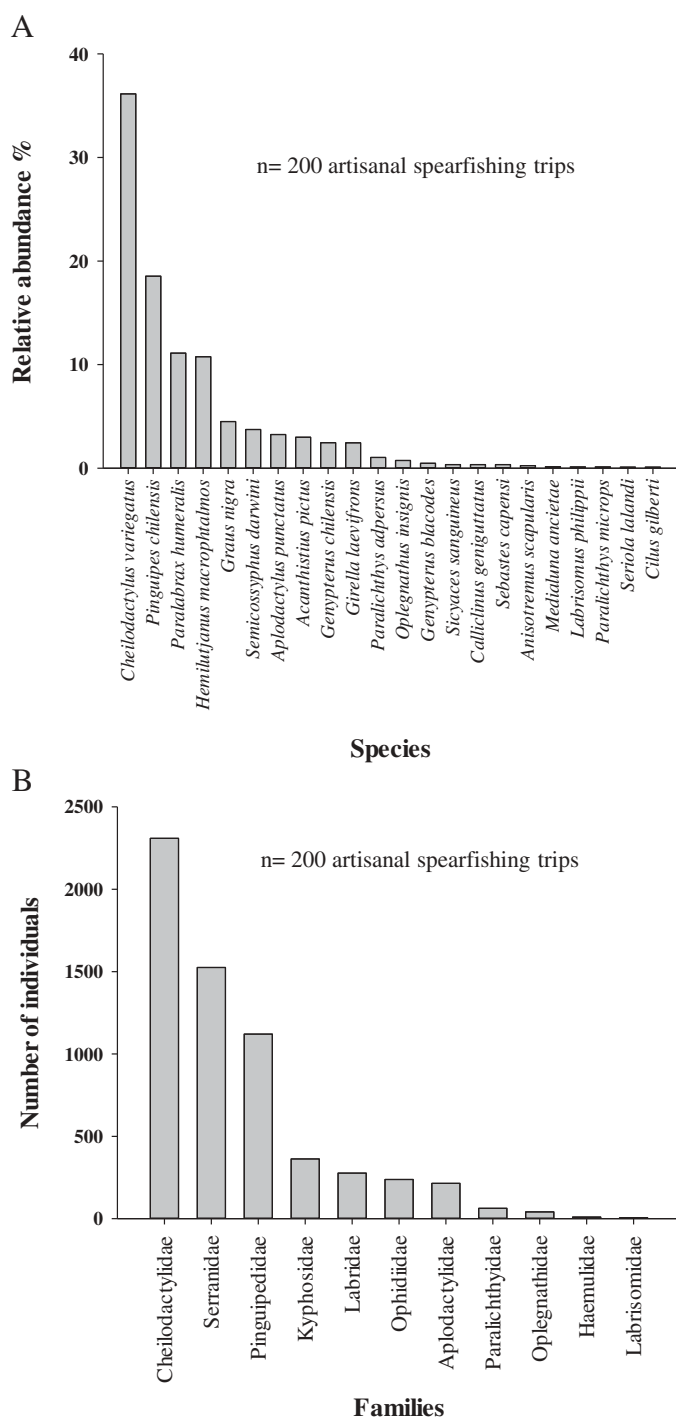 A
Relative abundance %
40
30
20
10
0
n= 200 artisanal spearfishing trips
Cheilodactylus variegatus
Pinguipes chilensis
Paralabrax humeralis
Hemilutjanus macrophtalmos
Graus nigra
Semicossyphus darwini
Aplodactylus punctatus
Acanthistius pictus
Genypterus chilensis
Girella laevifrons
Paralichthys adpersus
Oplegnathus insignis
Genypterus blacodes
Sicyaces sanguineus
Calliclinus geniguttatus
Sebastes capensi
Anisotremus scapularis
Medialuna ancietae
Labrisomus philippii
Paralichthys microps
Seriola lalandi
Cilus gilberti
Species
B
Number of individuals
2500
2000
1500
1000
500
0
n= 200 artisanal spearfishing trips
Cheilodactylidae
Serranidae
Pinguipedidae
Kyphosidae
Labridae
Ophidiidae
Aplodactylidae
Paralichthyidae
Oplegnathidae
Haemulidae
Labrisomidae
Families